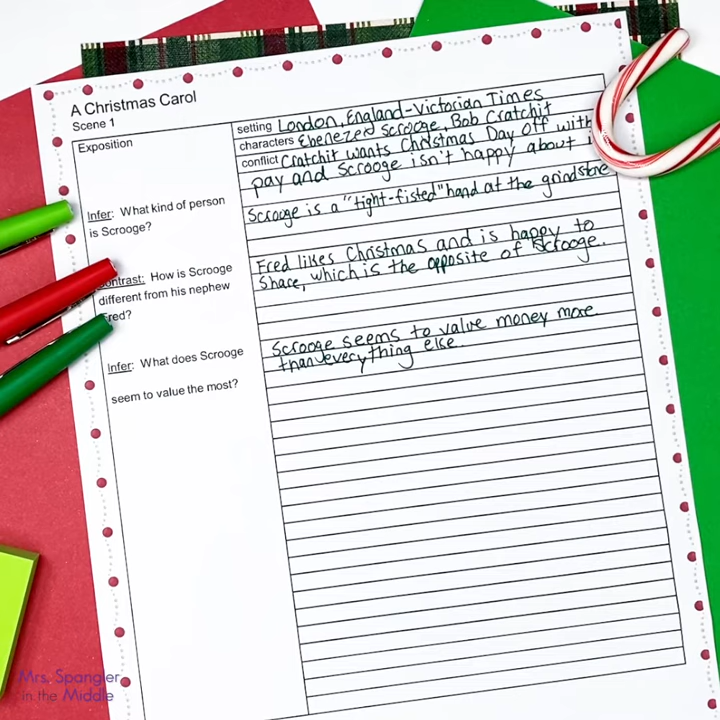 A Christmas Carol
Scene 1
Exposition
setting London, England-Victorian Times
characters Ebenezer Scrooge, Bob Cratchit
conflict Cratchit wants Christmas Day Off with
pay and Scrooge isn't happy about
Infer: What kind of person
is Scrooge?
Scrooge is a "tight-fisted" hand at the grindstone
Contrast: How is Scrooge
different from his nephew
Fred?
Fred likes Christmas and is happy to
share, which is the opposite of Scrooge.
Infer: What does Scrooge
seem to value the most?
Scrooge seems to value money more
than everything else.
Mrs. Spangler
in the Middle